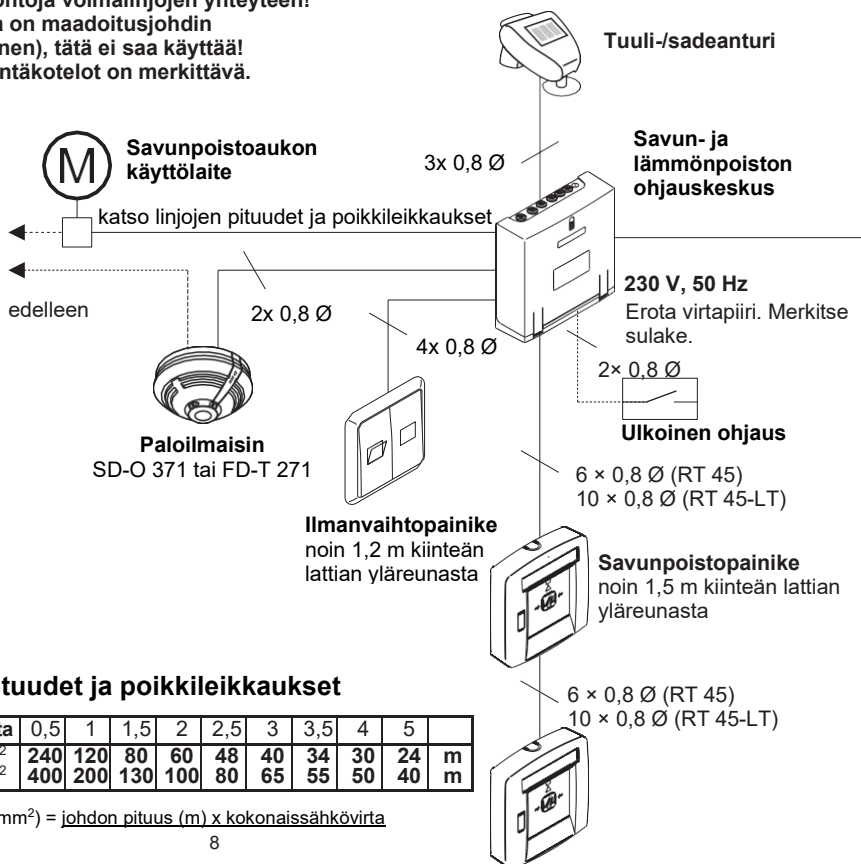 voimalinjojen yhteyteen!
on maadoitusjohdin
tätä ei saa käyttää!
on merkittävä.
Tuuli-/sadeanturi
M
Savunpoistoaukon
käyttölaite
3x 0,8 Ø
Savun- ja
lämmönpoiston
ohjauskeskus
katso linjojen pituudet ja poikkileikkaukset
edelleen
2x 0,8 Ø
4x 0,8 Ø
230 V, 50 Hz
Erota virtapiiri. Merkitse
sulake.
2× 0,8 Ø
Ulkoinen ohjaus
Paloilmaisin
SD-O 371 tai FD-T 271
Ilmanvaihtopainike
noin 1,2 m kiinteän
lattian yläreunasta
6 × 0,8 Ø (RT 45)
10 × 0,8 Ø (RT 45-LT)
Savunpoistopainike
noin 1,5 m kiinteän lattian
yläreunasta
6 × 0,8 Ø (RT 45)
10 × 0,8 Ø (RT 45-LT)
ja poikkileikkaukset
0,5 1 1,5 2 2,5 3 3,5 4 5
240 120 80 60 48 40 34 30 24 m
400 200 130 100 80 65 55 50 40 m
mm²) = johdon pituus (m) x kokonaissähkövirta
8